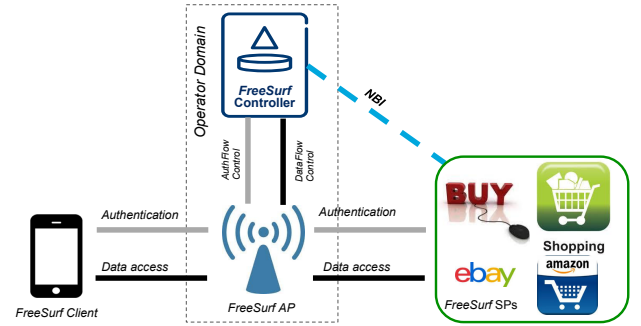 Operator Domain
FreeSurf
Controller
NBI
AuthFlow
Control
DataFlow
Control
Authentication
Authentication
Data access
Data access
FreeSurf Client
FreeSurf AP
BUY
Shopping
ebay
amazon
FreeSurf SPs